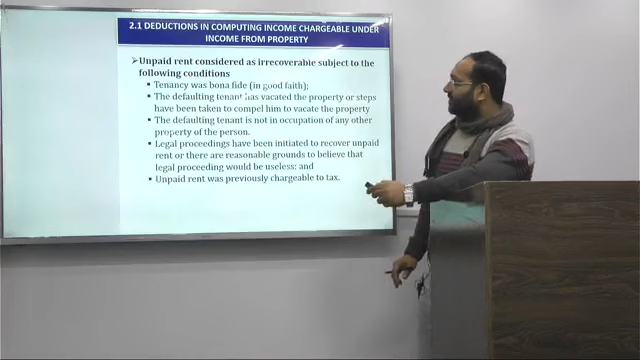 2.1 DEDUCTIONS IN COMPUTING INCOME CHARGEABLE UNDER
INCOME FROM PROPERTY
➢Unpaid rent considered as irrecoverable subject to the
following conditions
▪ Tenancy was bona fide (in good faith);
▪ The defaulting tenant has vacated the property or steps
have been taken to compel him to vacate the property
▪ The defaulting tenant is not in occupation of any other
property of the person.
▪ Legal proceedings have been initiated to recover unpaid
rent or there are reasonable grounds to believe that
legal proceeding would be useless; and
▪ Unpaid rent was previously chargeable to tax.